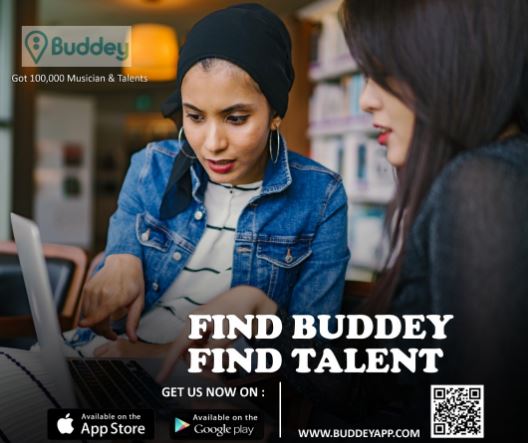 Buddey
Got 100,000 Musician & Talents
FIND BUDDEY
FIND TALENT
GET US NOW ON :
Available on the
App Store
Available on the
Google play
WWW.BUDDEYAPP.COM